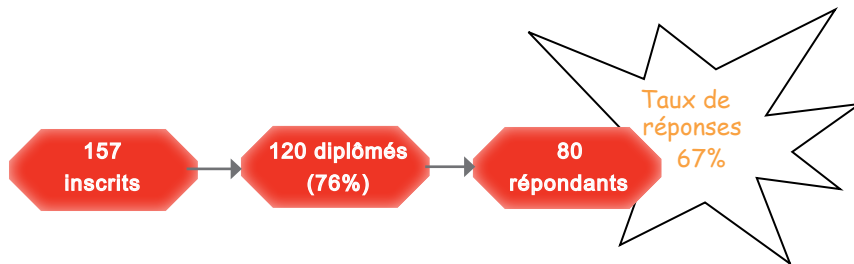 157
inscrits
120 diplômés
(76%)
80
répondants
Taux de
réponses
67%